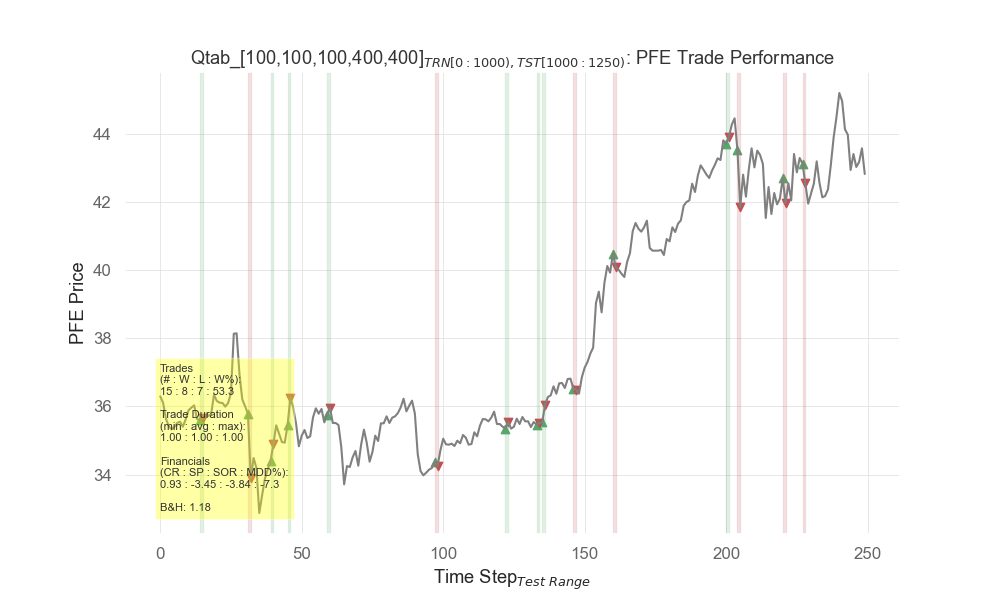 Qtab_[100,100,100,400,400]TRN[0 : 1000), TST[1000 : 1250): PFE Trade Performance
PFE Price
44
42
40
38
36
34
Trades
(# : W : L : W%):
15 : 8 : 7 : 53.3
Trade Duration
(min : avg : max):
1.00 : 1.00 : 1.00
Financials
(CR : SP : SOR : MDD%):
0.93 : -3.45 : -3.84 : -7.3
B&H: 1.18
0 50 100 150 200 250
Time StepTest Range